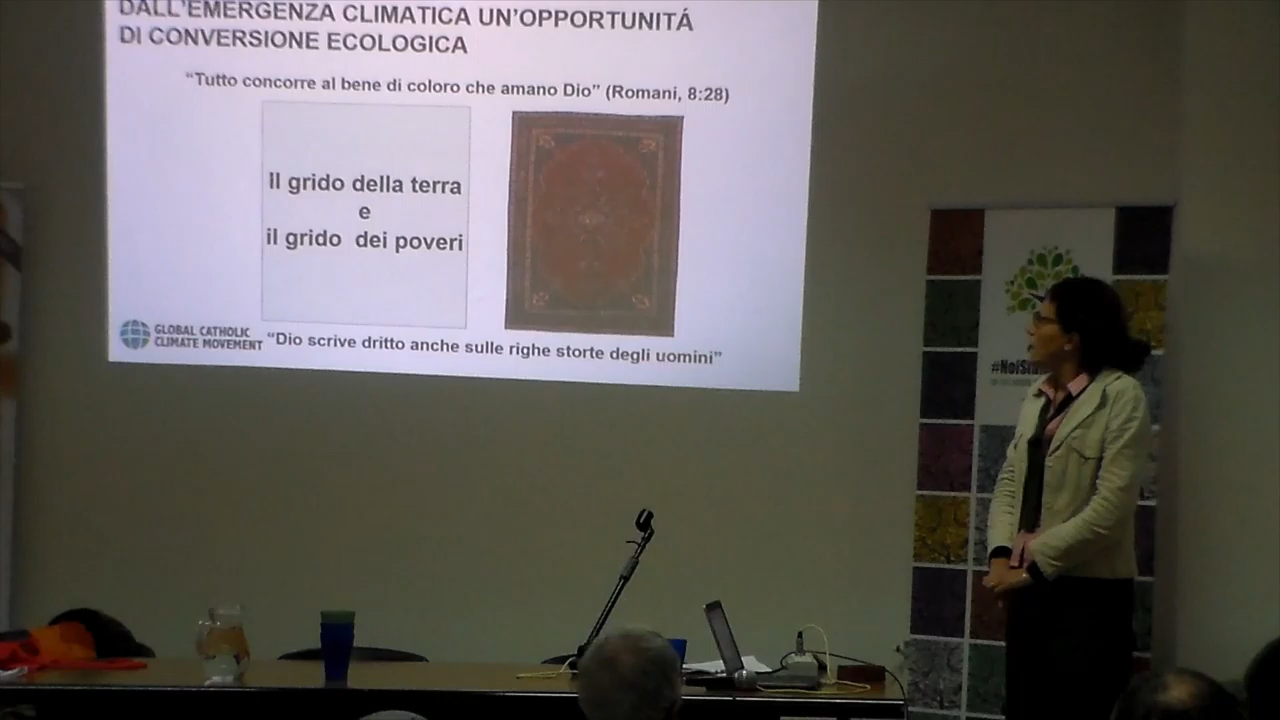 DALL'EMERGENZA CLIMATICA UN'OPPORTUNITÁ
DI CONVERSIONE ECOLOGICA
"Tutto concorre al bene di coloro che amano Dio" (Romani, 8:28)
Il grido della terra
e
il grido dei poveri
GLOBAL CATHOLIC
CLIMATE MOVEMENT
"Dio scrive dritto anche sulle righe storte degli uomini"